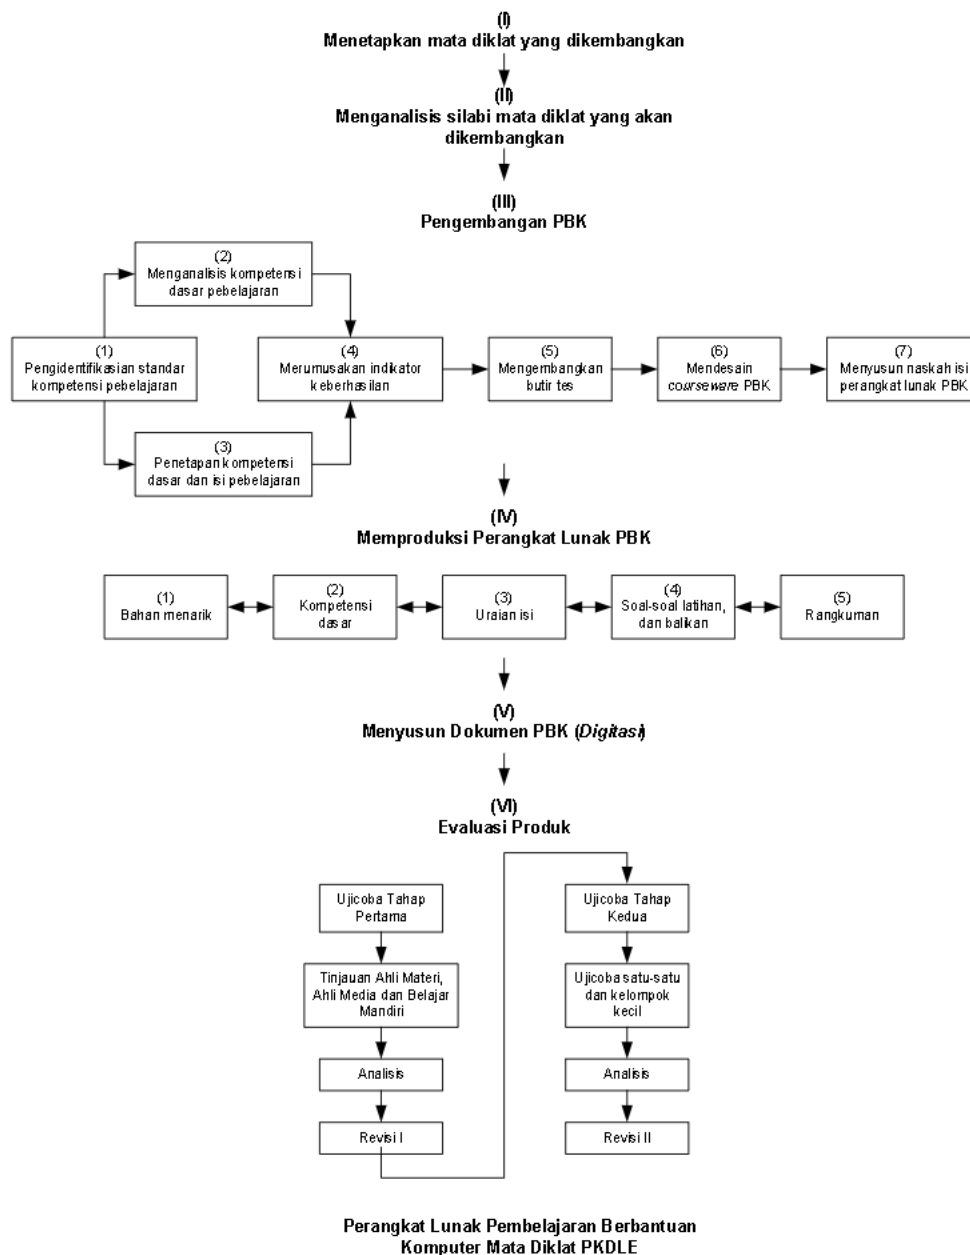 (I)
Menetapkan mata diklat yang dikembangkan
(II)
Menganalisis silabi mata diklat yang akan
dikembangkan
(III)
Pengembangan PBK
(2)
Menganalisis kompetensi
dasar pebelajaran
(1)
Pengidentifikasian standar
kompetensi pebelajaran
(4)
Merumusakan indikator
keberhasilan
(5)
Mengembangkan
butir tes
(6)
Mendesain
courseware PBK
(7)
Menyusun naskah isi
perangkat lunak PBK
(3)
Penetapan kompetensi
dasar dan isi pebelajaran
(IV)
Memproduksi Perangkat Lunak PBK
(1)
Bahan menarik
(2)
Kompetensi
dasar
(3)
Uraian isi
(4)
Soal-soal latihan,
dan balikan
(5)
Rangkuman
(V)
Menyusun Dokumen PBK (Digitasi)
(VI)
Evaluasi Produk
Ujicoba Tahap
Pertama
Tinjauan Ahli Materi,
Ahli Media dan Belajar
Mandiri
Analisis
Revisi I
Ujicoba Tahap
Kedua
Ujicoba satu-satu
dan kelompok
kecil
Analisis
Revisi II
Perangkat Lunak Pembelajaran Berbantuan
Komputer Mata Diklat PKDLE